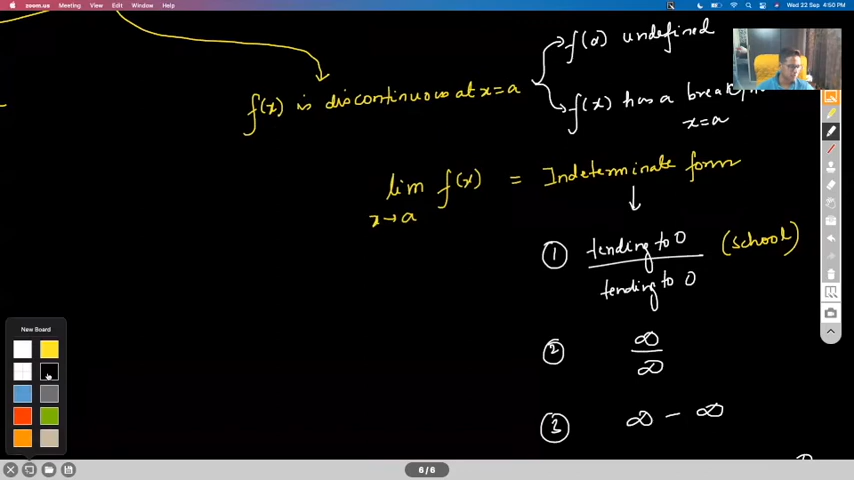 zoom.us Meeting View Edit Window Help
Wed 22 Sep 4:50 PM
f(a) undefined
f(x) is discontinuous at x=a
f(x) has a break
x=a
lim f(x) = Indeterminate form
x→a
① tending to 0 (school)
tending to 0
② ∞
∞
③ ∞ - ∞
New Board
6/6